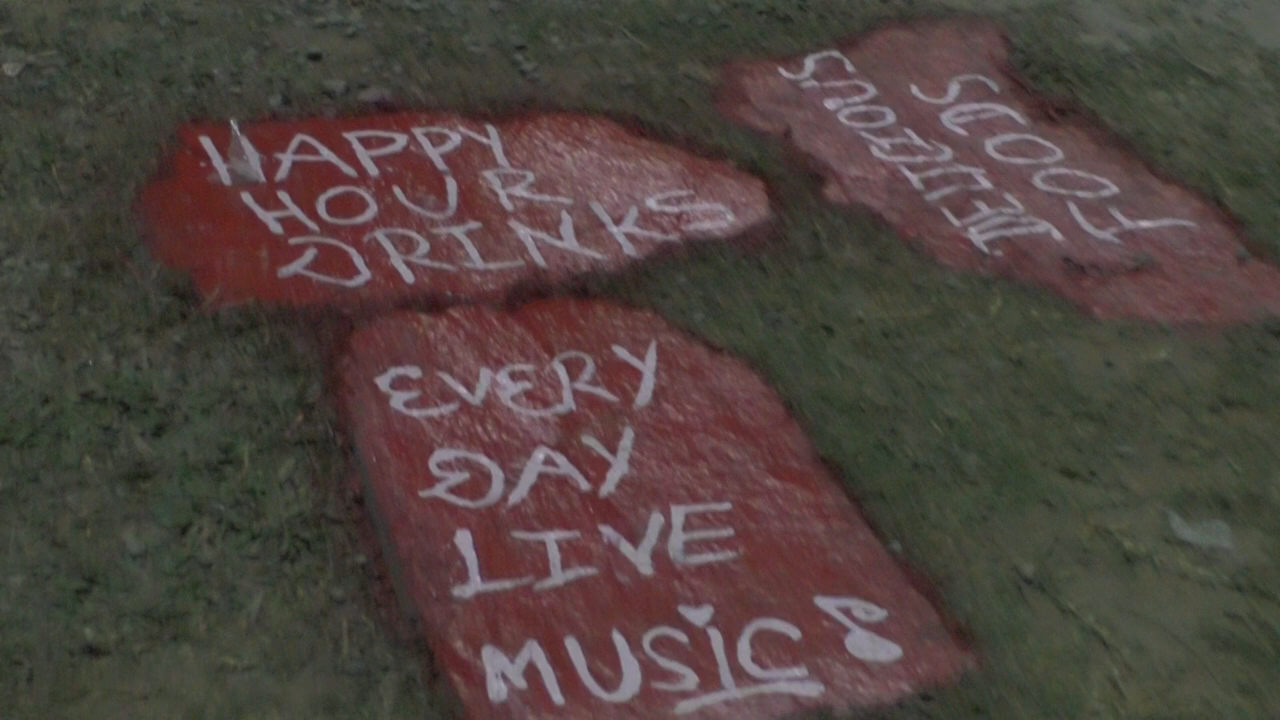 HAPPY
HOUR
DRINKS
DELICIOUS
FOODS
EVERY
DAY
LIVE
MUSIC